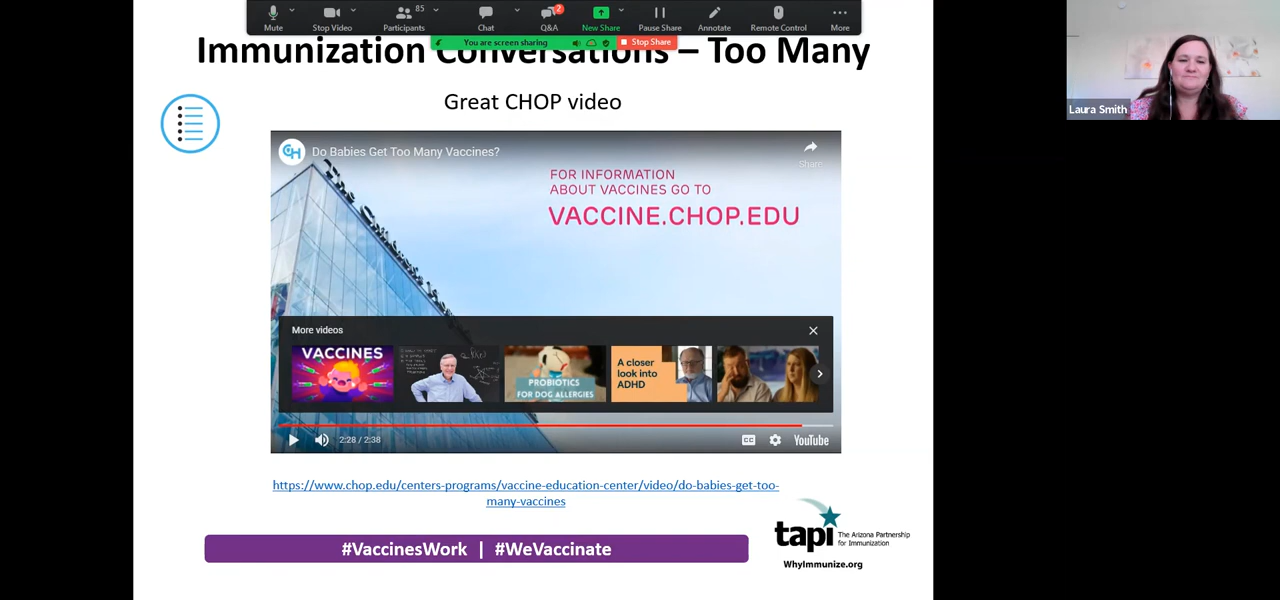 85
2
Mute
Stop Video
Participants
Chat
Q&A
New Share
Pause Share
Annotate
Remote Control
More
You are screen sharing
Stop Share
Immunization Conversations – Too Many
Laura Smith
Great CHOP video
Do Babies Get Too Many Vaccines?
Share
FOR INFORMATION
ABOUT VACCINES GO TO
VACCINE.CHOP.EDU
More videos
VACCINES
PROBIOTICS
FOR DOG ALLERGIES
A closer
look into
ADHD
2:28 / 2:38
CC
YouTube
https://www.chop.edu/centers-programs/vaccine-education-center/video/do-babies-get-too-
many-vaccines
#VaccinesWork | #WeVaccinate
tapi
The Arizona Partnership
for Immunization
WhyImmunize.org